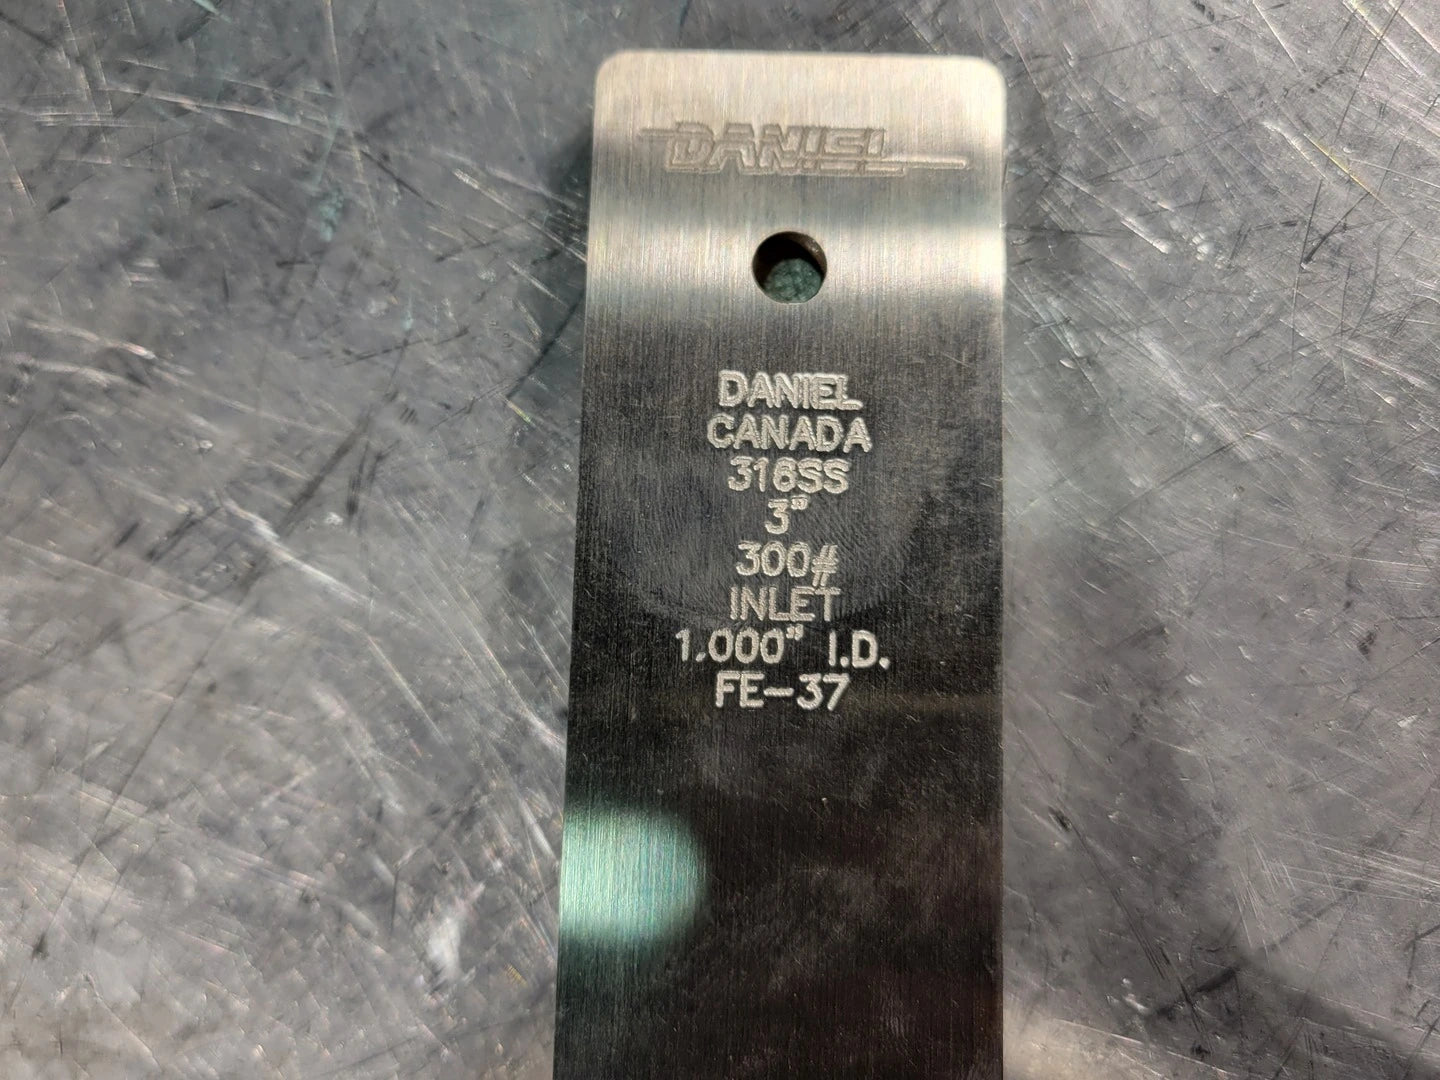 DANIEL
DANIEL
CANADA
316SS
3"
300#
INLET
1.000" I.D.
FE-37